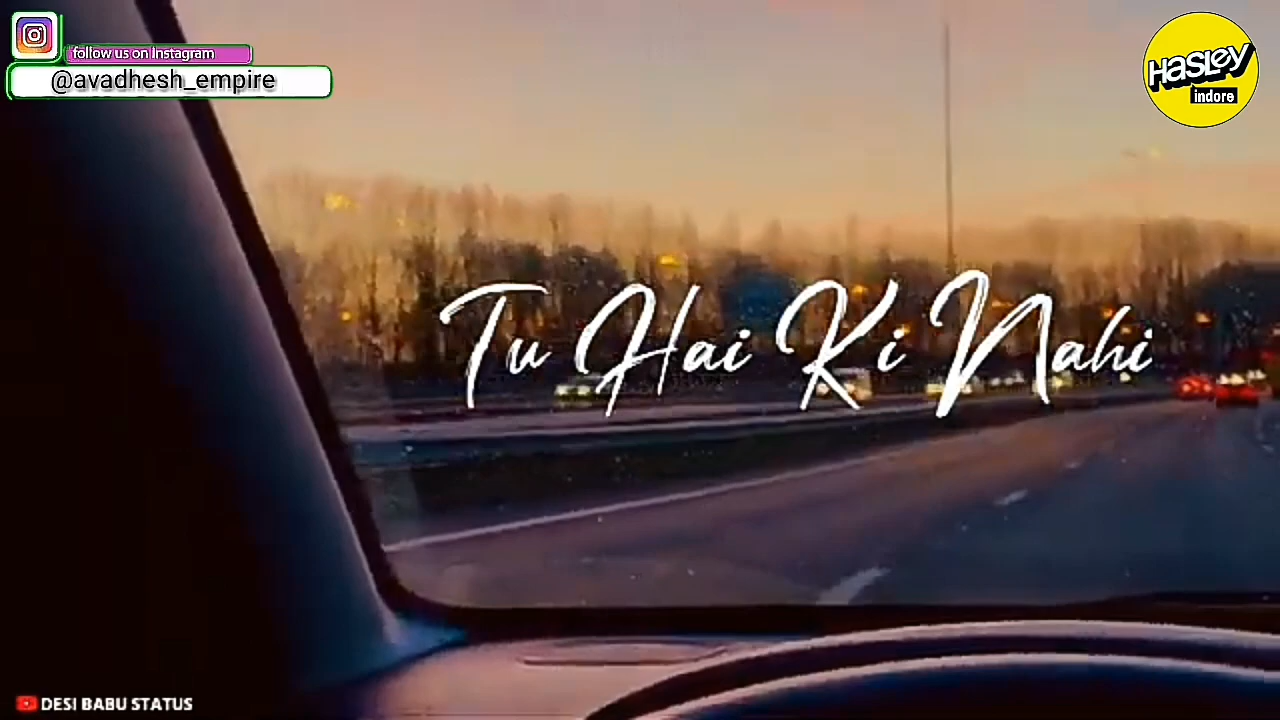 follow us on Instagram
@avadhesh_empire
HasLey
indore
Tu Hai Ki Nahi
DESI BABU STATUS